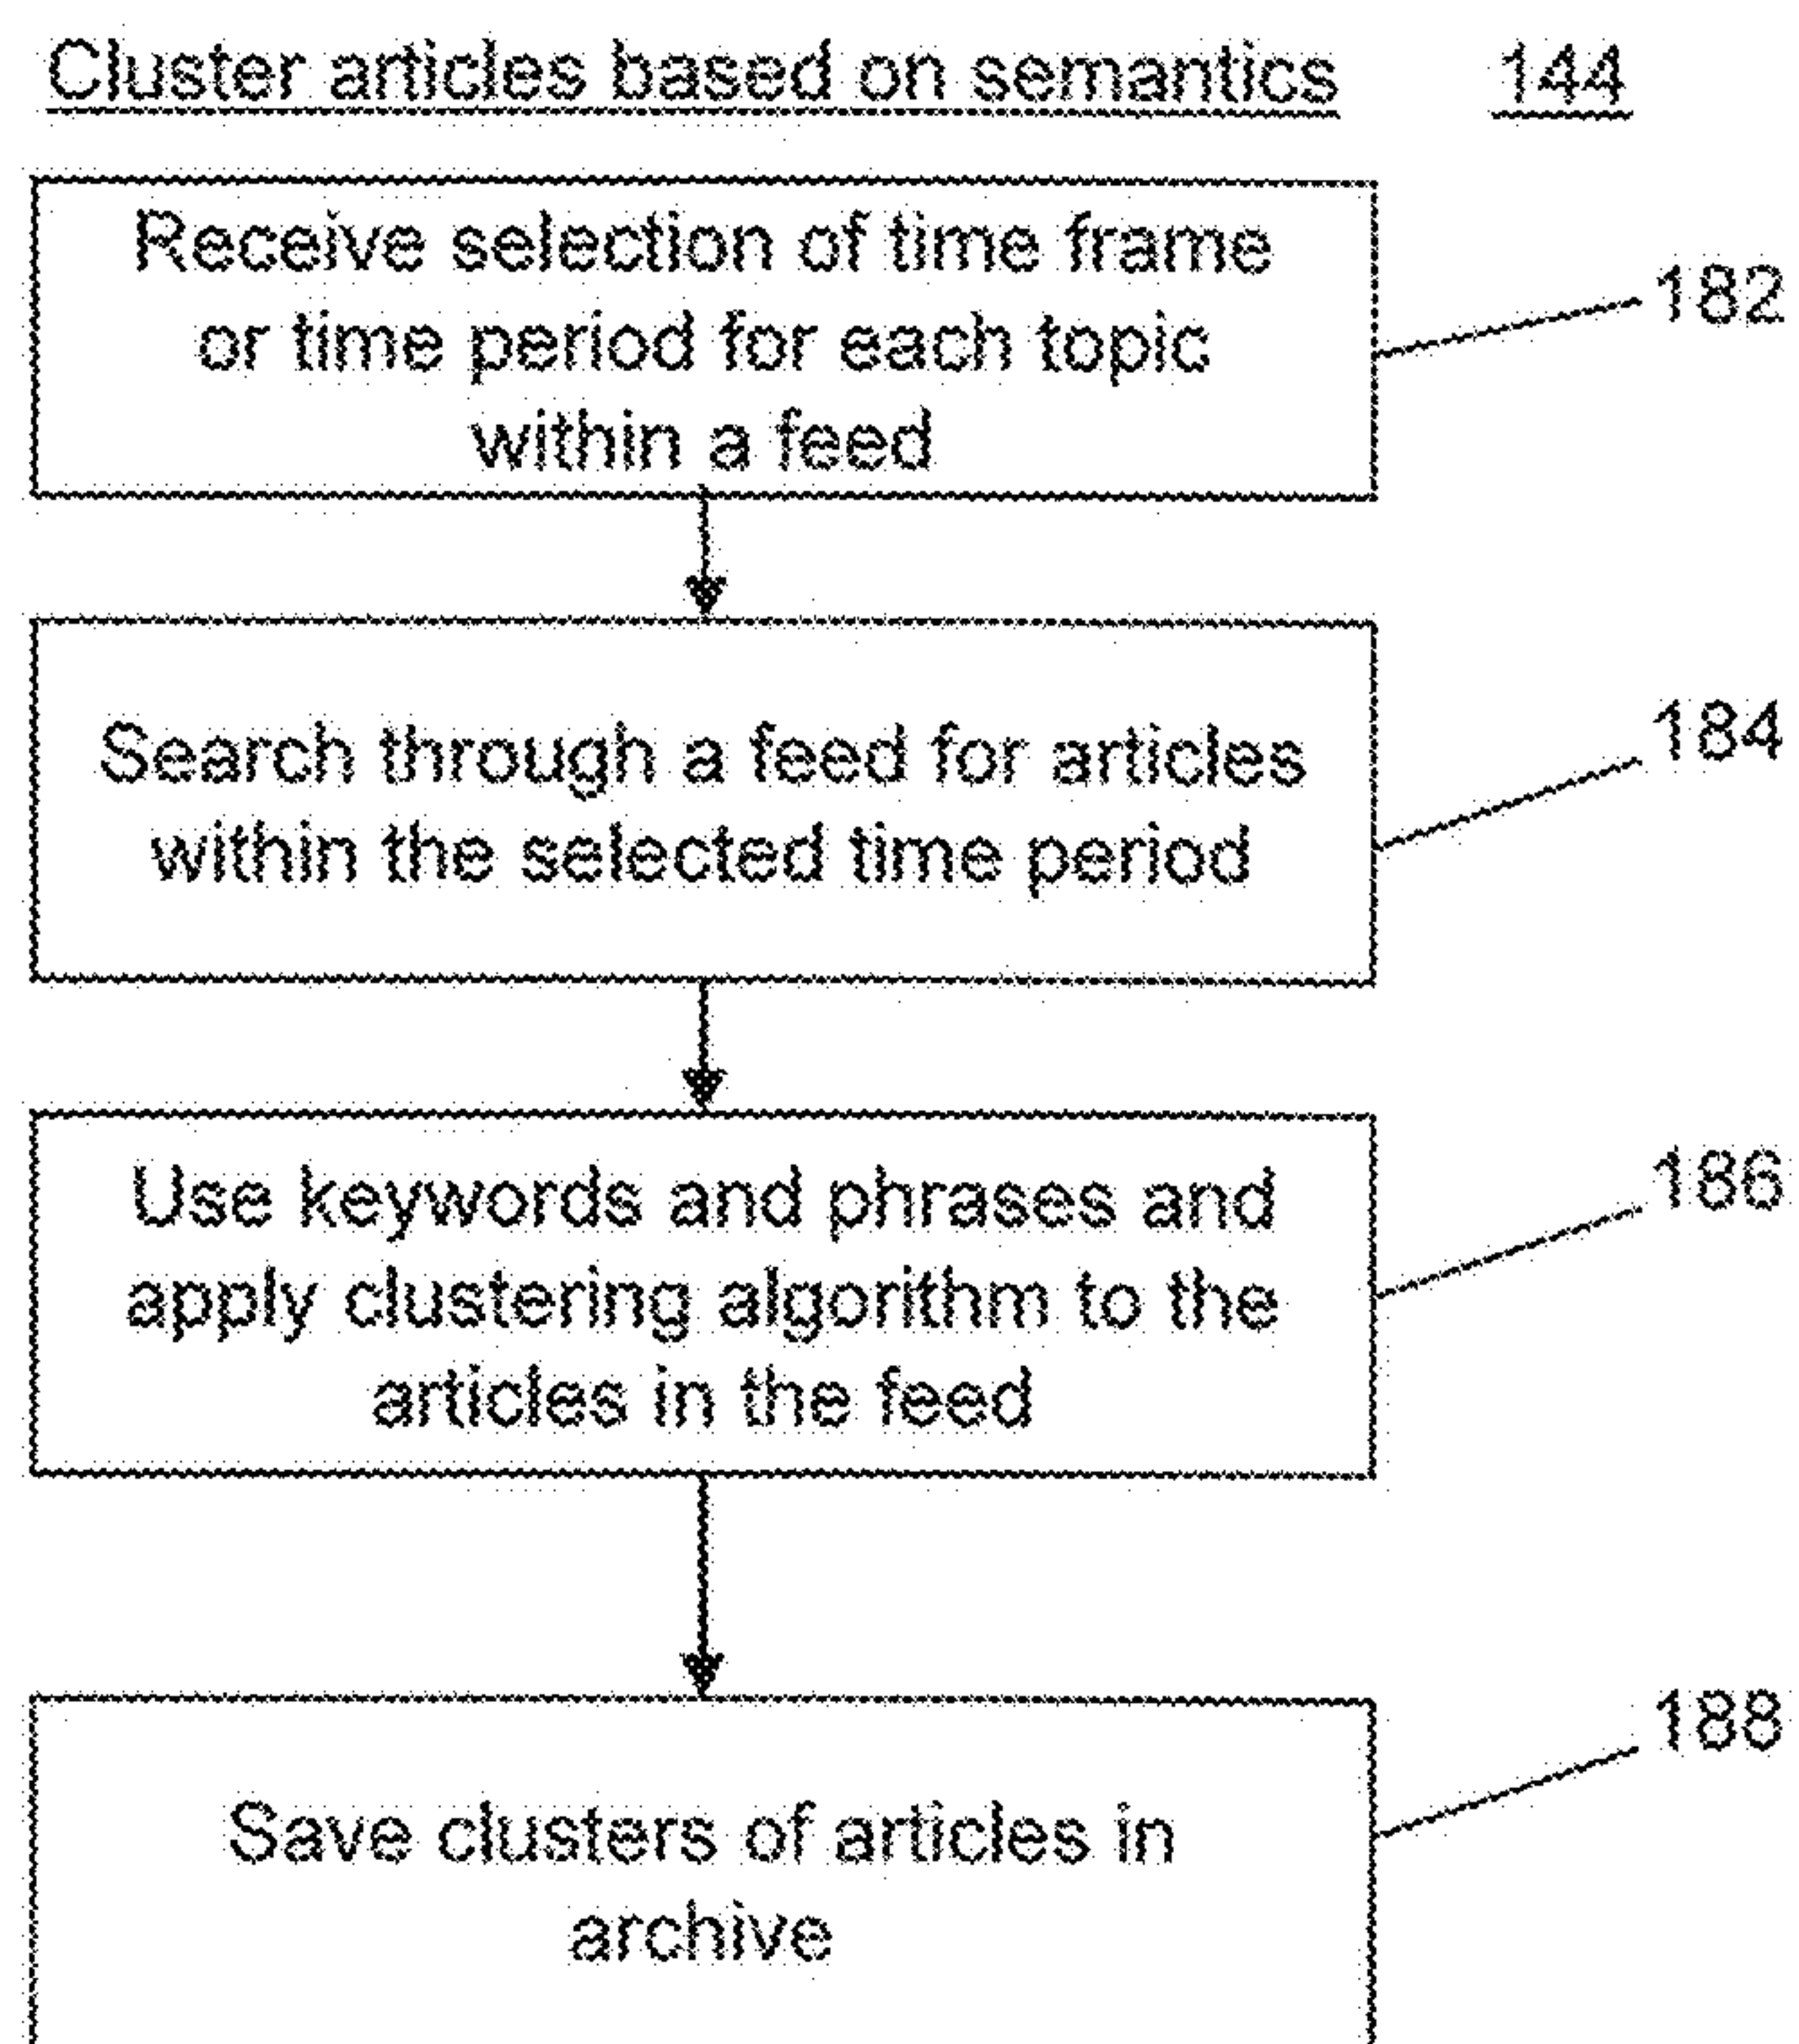 Cluster articles based on semantics 144
Receive selection of time frame
or time period for each topic
within a feed
182
Search through a feed for articles
within the selected time period
184
Use keywords and phrases and
apply clustering algorithm to the
articles in the feed
186
Save clusters of articles in
archive
188